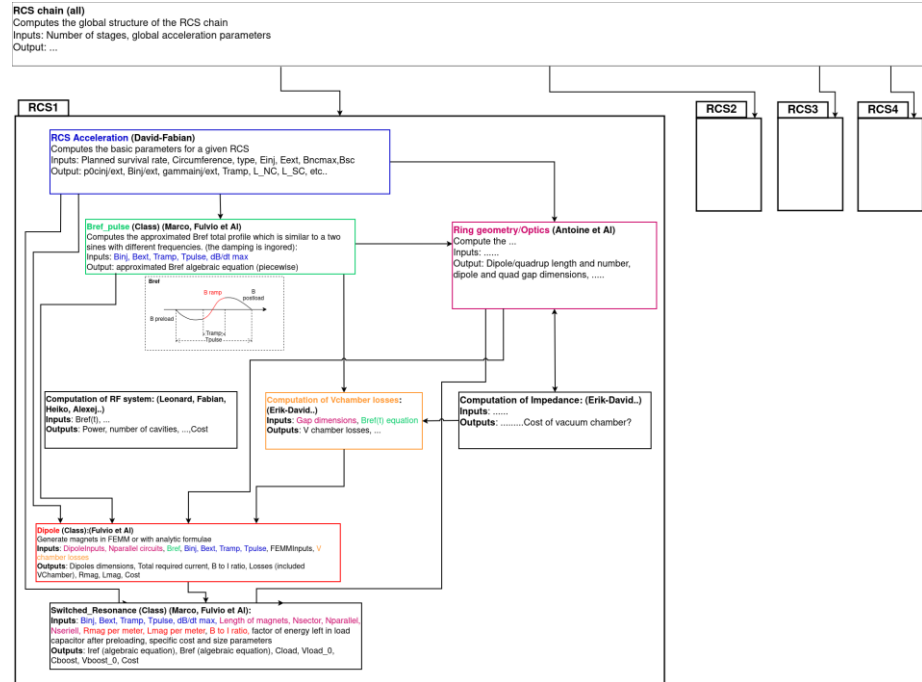 RCS chain (all)
Computes the global structure of the RCS chain
Inputs: Number of stages, global acceleration parameters
Output: ...
RCS1
RCS2
RCS3
RCS4
RCS Acceleration (David-Fabian)
Computes the basic parameters for a given RCS
Inputs: Planned survival rate, Circumference, type, Einj, Eext, Bncmax,Bsc
Output: p0cinj/ext, Binj/ext, gammainj/ext, Tramp, L_NC, L_SC, etc..
Bref_pulse (Class) (Marco, Fulvio et Al)
Computes the approximated Bref total profile which is similar to a two
sines with different frequencies. (the damping is ingored):
Inputs: Binj, Bext, Tramp, Tpulse, dB/dt max
Output: approximated Bref algebraic equation (piecewise)
Ring geometry/Optics (Antoine et Al)
Compute the ...
Inputs: ......
Output: Dipole/quadrup length and number,
dipole and quad gap dimensions, .....
Bref
B ramp
B
postload
B preload
Tramp
Tpulse
Computation of RF system: (Leonard, Fabian,
Heiko, Alexej..)
Inputs: Bref(t), ...
Outputs: Power, number of cavities, ...,Cost
Computation of Vchamber losses:
(Erik-David..)
Inputs: Gap dimensions, Bref(t) equation
Outputs: V chamber losses, ...
Computation of Impedance: (Erik-David..)
Inputs: ......
Outputs: .........Cost of vacuum chamber?
Dipole (Class):(Fulvio et Al)
Generate magnets in FEMM or with analytic formulae
Inputs: DipoleInputs, Nparallel circuits, Bref, Binj, Bext, Tramp, Tpulse, FEMMInputs, V
chamber losses
Outputs: Dipoles dimensions, Total required current, B to I ratio, Losses (included
VChamber), Rmag, Lmag, Cost
Switched_Resonance (Class) (Marco, Fulvio et Al):
Inputs: Binj, Bext, Tramp, Tpulse, dB/dt max, Length of magnets, Nsector, Nparallel,
Nseriell, Rmag per meter, Lmag per meter, B to I ratio, factor of energy left in load
capacitor after preloading, specific cost and size parameters
Outputs: Iref (algebraic equation), Bref (algebraic equation), Cload, Vload_0,
Cboost, Vboost_0, Cost